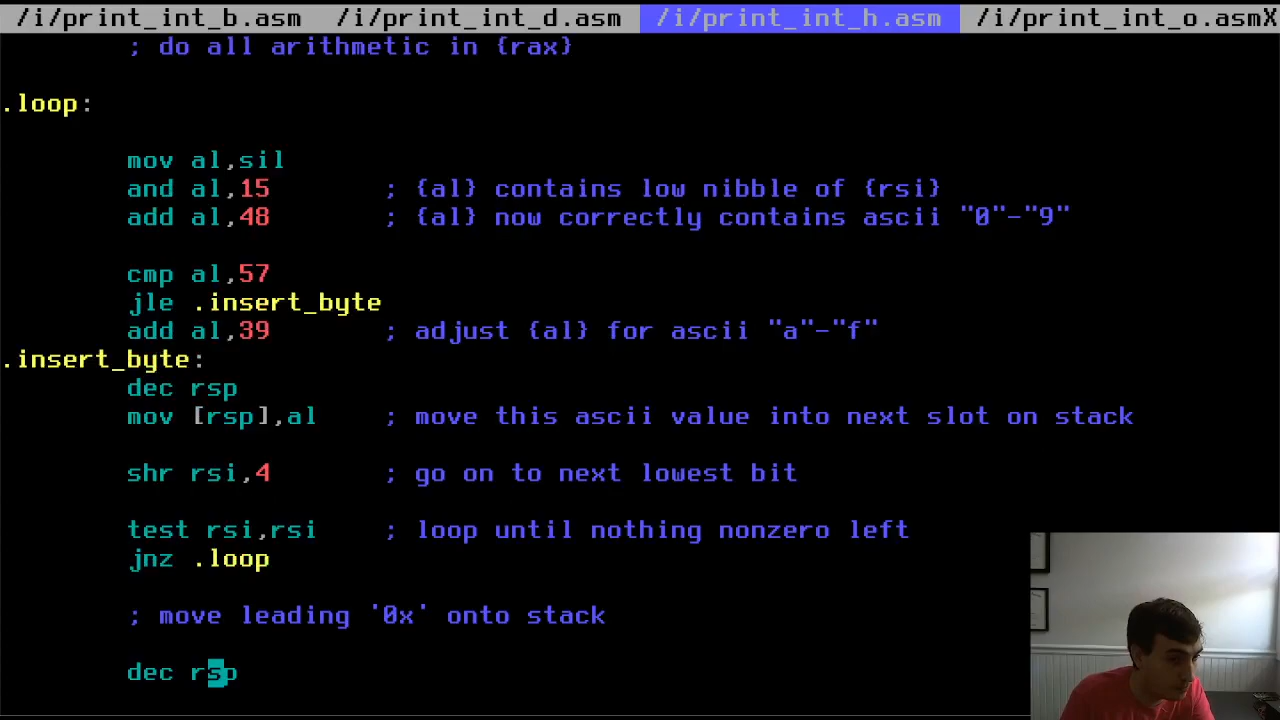 /i/print_int_b.asm /i/print_int_d.asm /i/print_int_h.asm /i/print_int_o.asmX
; do all arithmetic in {rax}
.loop:
mov al,sil
and al,15 ; {al} contains low nibble of {rsi}
add al,48 ; {al} now correctly contains ascii "0"-"9"
cmp al,57
jle .insert_byte
add al,39 ; adjust {al} for ascii "a"-"f"
.insert_byte:
dec rsp
mov [rsp],al ; move this ascii value into next slot on stack
shr rsi,4 ; go on to next lowest bit
test rsi,rsi ; loop until nothing nonzero left
jnz .loop
; move leading '0x' onto stack
dec rsp